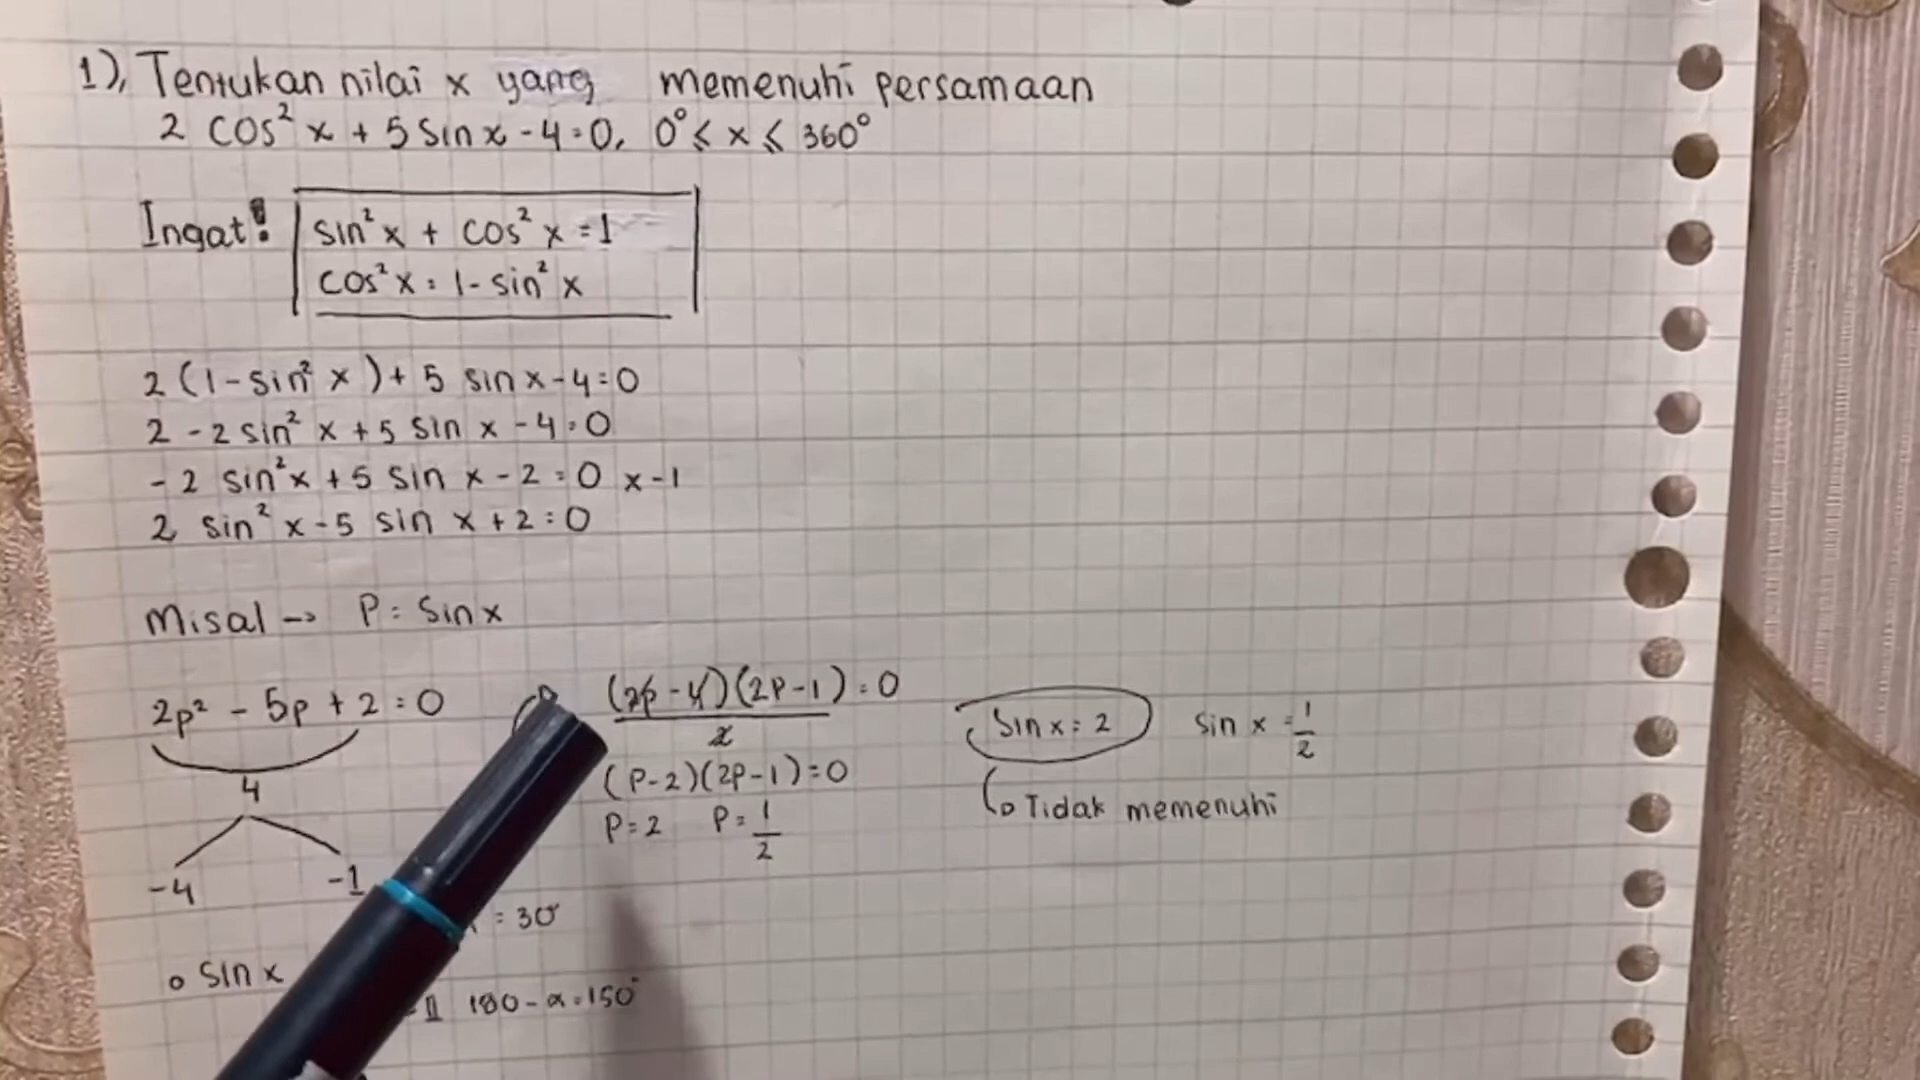 1), Tentukan nilai x yang memenuhi persamaan
2 cos² x + 5 sin x - 4 = 0, 0° ≤ x ≤ 360°
Ingat! sin² x + cos² x = 1
cos² x = 1 - sin² x
2 (1 - sin² x) + 5 sin x - 4 = 0
2 - 2 sin² x + 5 sin x - 4 = 0
- 2 sin² x + 5 sin x - 2 = 0 x -1
2 sin² x - 5 sin x + 2 = 0
Misal → P = Sin x
2p² - 5p + 2 = 0
4
-4 -1
(2p - 4)(2p - 1) = 0
2
(p - 2)(2p - 1) = 0
P = 2 P = 1/2
Sin x = 2 sin x = 1/2
Tidak memenuhi
= 30°
o sin x
II 180 - α = 150°